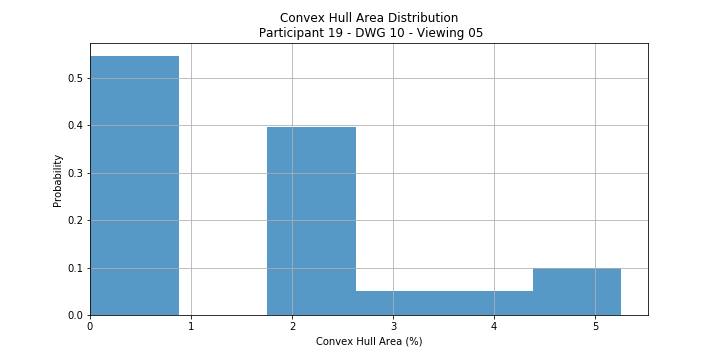 Convex Hull Area Distribution
Participant 19 - DWG 10 - Viewing 05
0.5
0.4
0.3
0.2
0.1
0.0
Probability
0 1 2 3 4 5
Convex Hull Area (%)